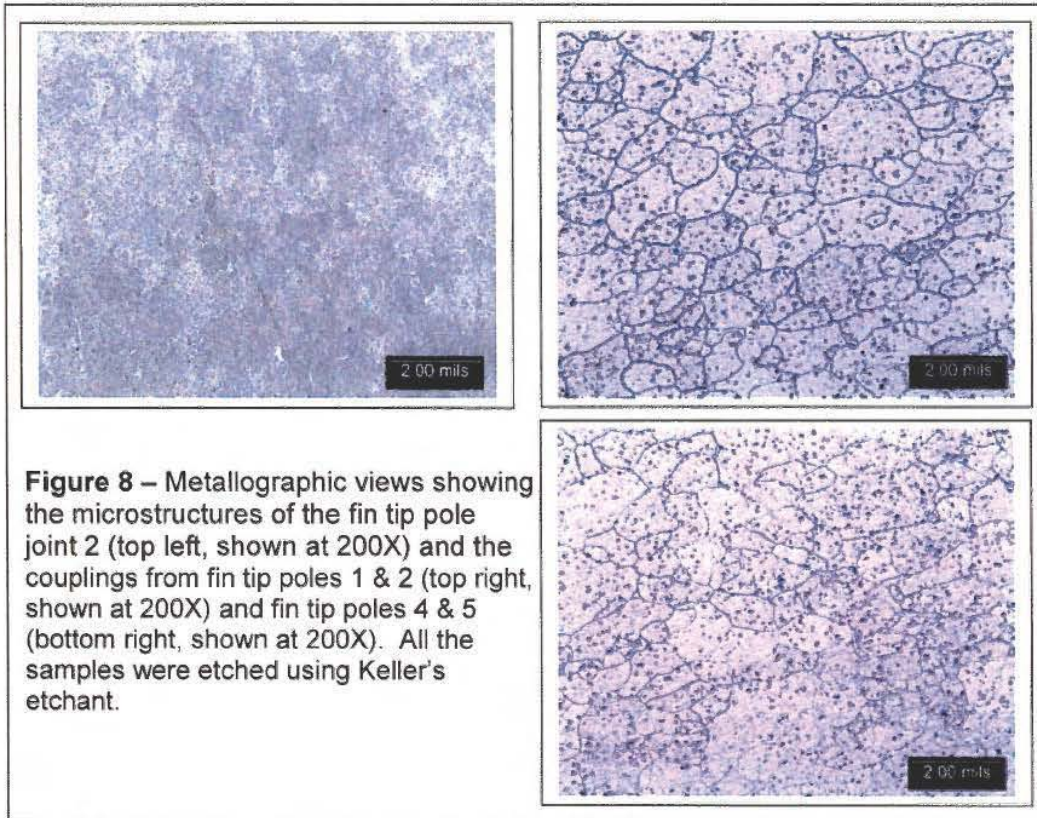 2.00 mils
2.00 mils
Figure 8 – Metallographic views showing
the microstructures of the fin tip pole
joint 2 (top left, shown at 200X) and the
couplings from fin tip poles 1 & 2 (top right,
shown at 200X) and fin tip poles 4 & 5
(bottom right, shown at 200X).  All the
samples were etched using Keller's
etchant.
2.00 mils